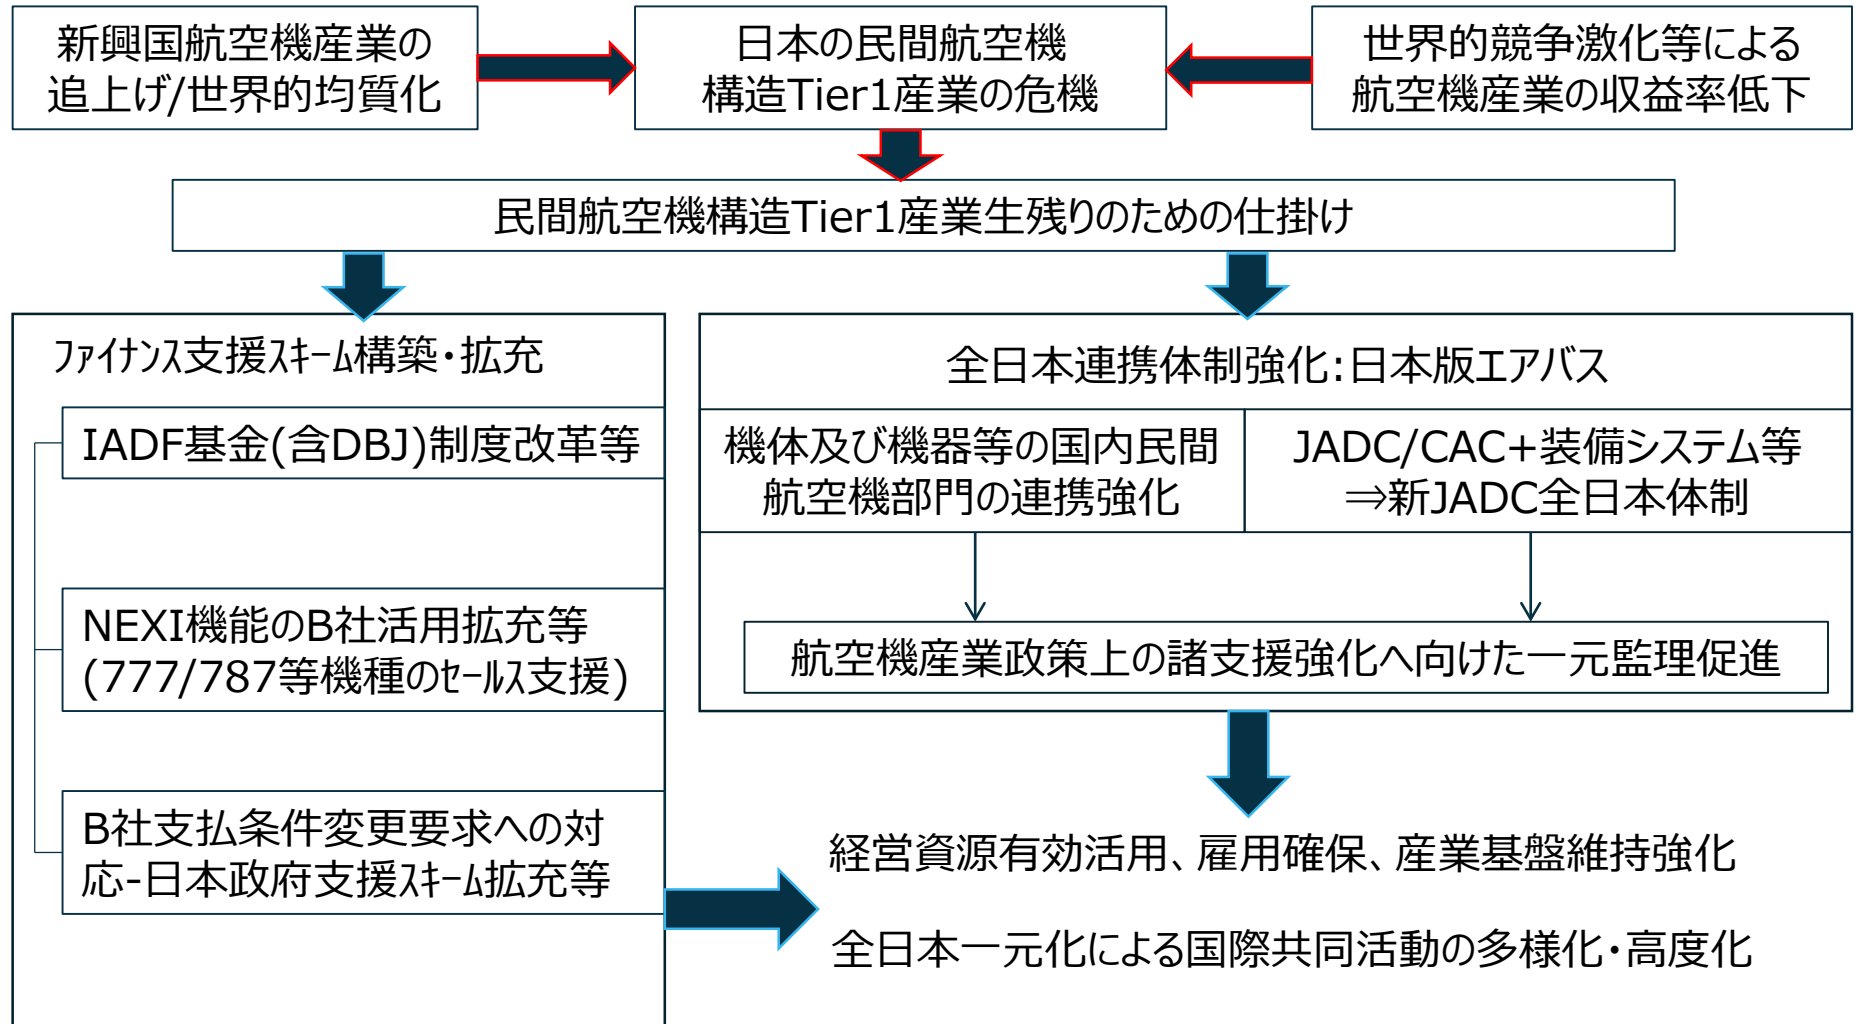 新興国航空機産業の
追上げ/世界的均質化
日本の民間航空機
構造Tier1産業の危機
世界的競争激化等による
航空機産業の収益率低下
民間航空機構造Tier1産業生残りのための仕掛け
ﾌｧｲﾅﾝｽ支援ｽｷｰﾑ構築・拡充
IADF基金(含DBJ)制度改革等
NEXI機能のB社活用拡充等
(777/787等機種のｾｰﾙｽ支援)
B社支払条件変更要求への対
応-日本政府支援ｽｷｰﾑ拡充等
全日本連携体制強化:日本版エアバス
機体及び機器等の国内民間
航空機部門の連携強化
JADC/CAC+装備システム等
⇒新JADC全日本体制
航空機産業政策上の諸支援強化へ向けた一元監理促進
経営資源有効活用、雇用確保、産業基盤維持強化
全日本一元化による国際共同活動の多様化・高度化